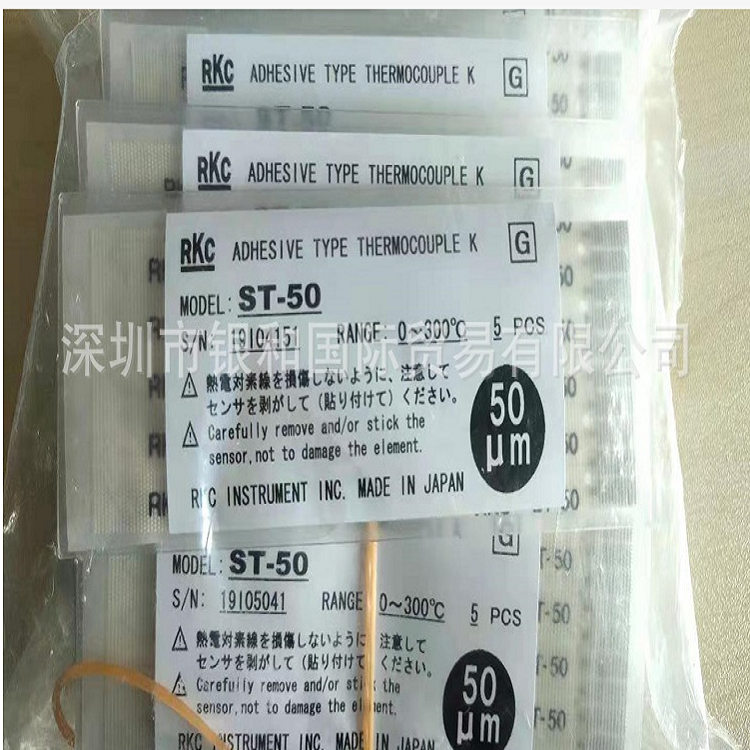 RKC ADHESIVE TYPE THERMOCOUPLE K G
ST-50
50
RKC ADHESIVE TYPE THERMOCOUPLE K G
RKC ADHESIVE TYPE THERMOCOUPLE K G
MODEL: ST-50
S/N: 19I04151 RANGE: 0~300℃ 5 PCS
深圳市银和国际贸易有限公司
⚠ 熱電対素線を損傷しないように、注意して
センサを剥がして(貼り付けて)ください。
⚠ Carefully remove and/or stick the
sensor, not to damage the element.
50
μm
RKC INSTRUMENT INC. MADE IN JAPAN
G
MODEL: ST-50
S/N: 19I05041 RANGE 0~300℃ 5 PCS
⚠ 熱電対素線を損傷しないように 注意して
センサを剥がして(貼り付けて)ください。
⚠ Carefully remove and/or stick the
sensor, not to damage the element.
50
μm
RKC INSTRUMENT INC. MADE IN JAPAN